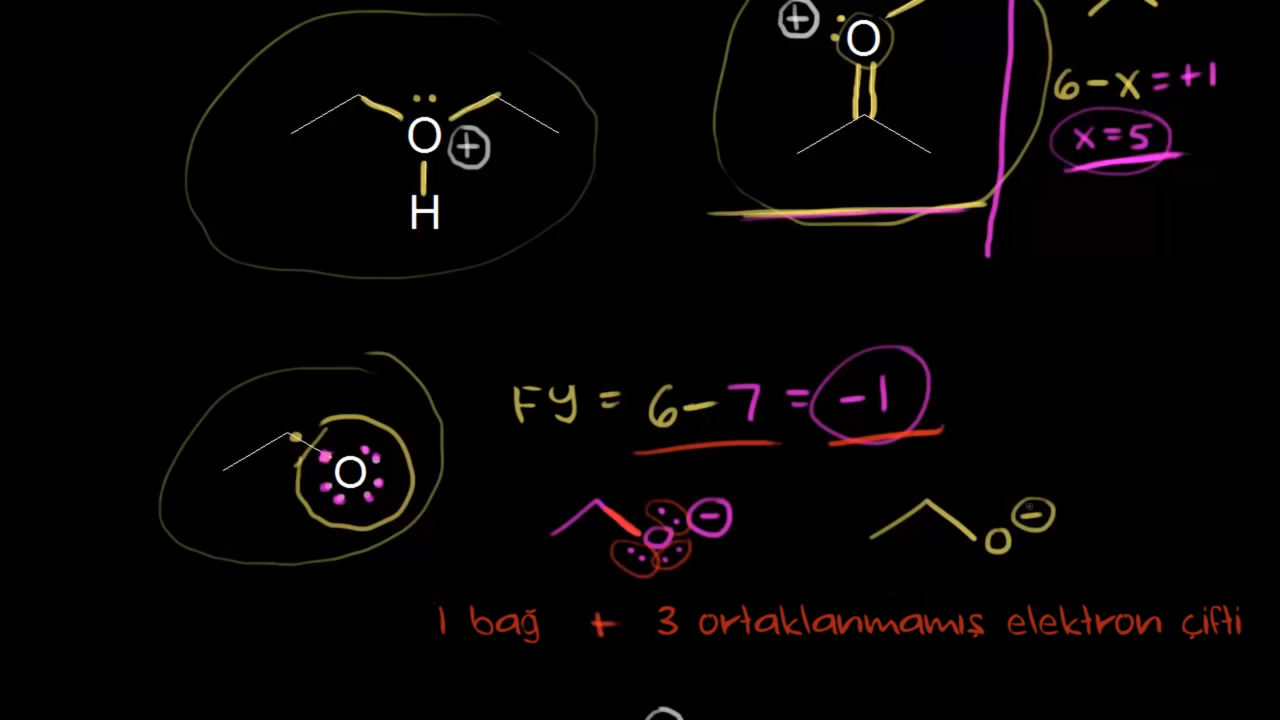 ⊕ :O
6-x=+1
x=5
O ⊕
H
FY = 6-7 = -1
O
O ⊖
O ⊖
1 bağ + 3 ortaklanmamış elektron çifti